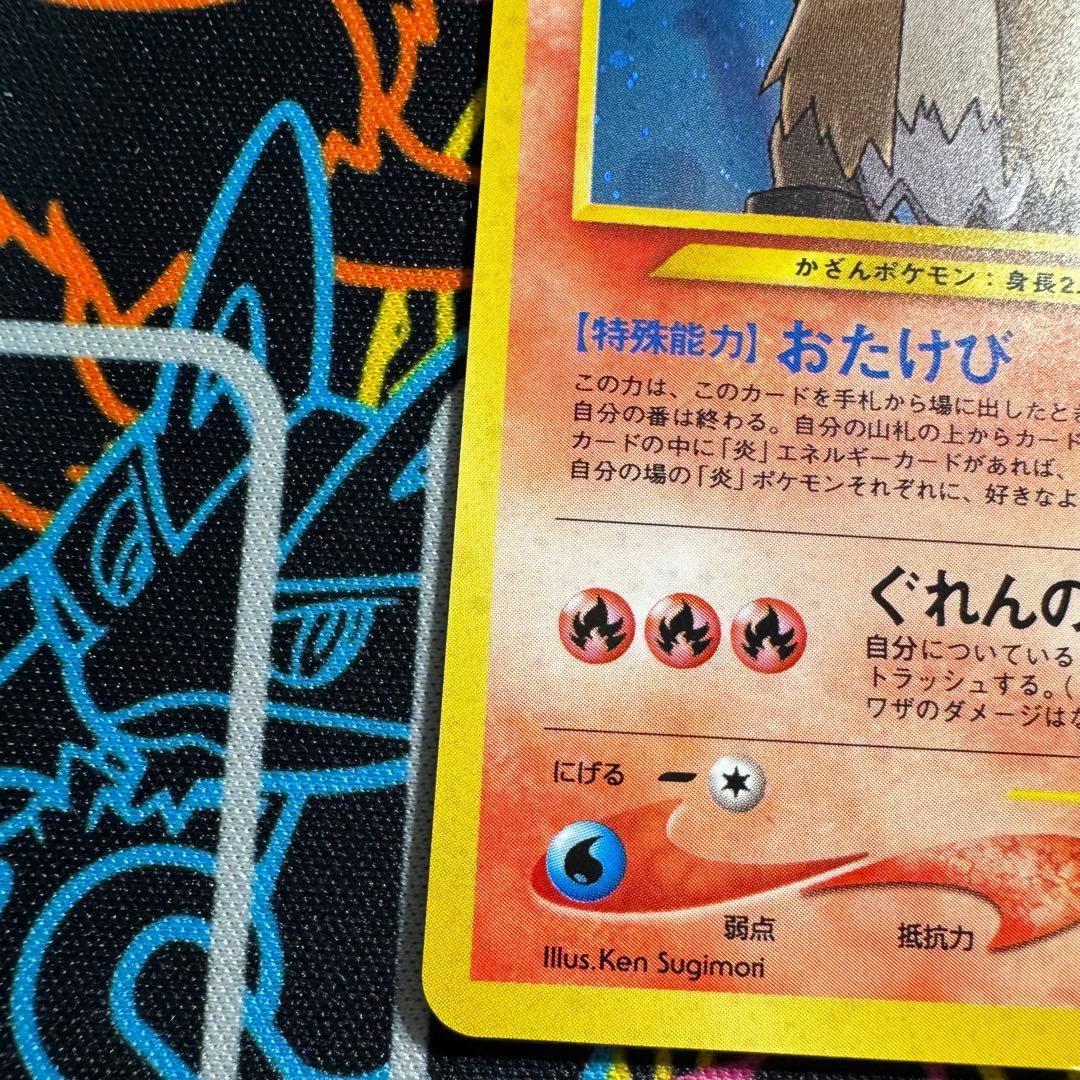 かざんポケモン：身長2.
【特殊能力】おたけび
この力は、このカードを手札から場に出したとき
自分の番は終わる。自分の山札の上からカード
カードの中に「炎」エネルギーカードがあれば、
自分の場の「炎」ポケモンそれぞれに、好きなよ
ぐれんの
自分についている
トラッシュする。（
ワザのダメージはな
にげる
弱点
抵抗力
Illus.Ken Sugimori